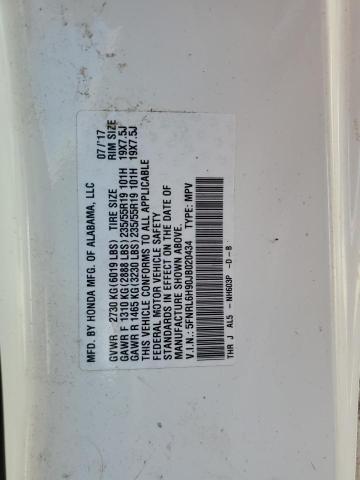 MFD. BY HONDA MFG. OF ALABAMA, LLC 07/'17
GVWR 2730 KG(6019 LBS) TIRE SIZE RIM SIZE
GAWR F 1310 KG(2888 LBS) 235/55R19 101H 19X7.5J
GAWR R 1465 KG(3230 LBS) 235/55R19 101H 19X7.5J
THIS VEHICLE CONFORMS TO ALL APPLICABLE
FEDERAL MOTOR VEHICLE SAFETY
STANDARDS IN EFFECT ON THE DATE OF
MANUFACTURE SHOWN ABOVE.
V.I.N.: 5FNRL6H90JB020434 TYPE: MPV
THR J AL5 - NH603P -D-B